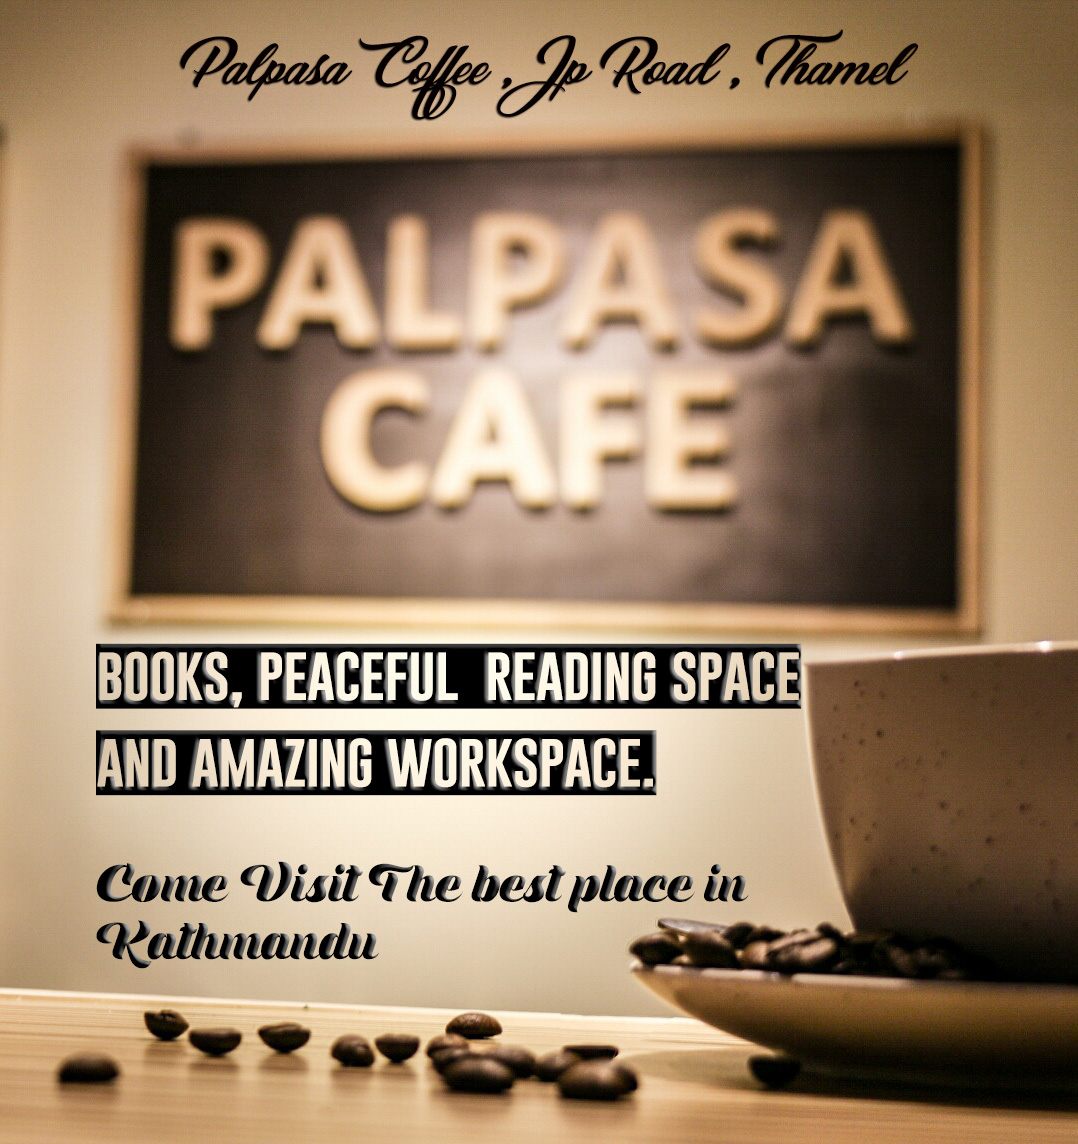 Palpasa Coffee , Jp Road , Thamel
PALPASA
CAFE
BOOKS, PEACEFUL  READING SPACE
AND AMAZING WORKSPACE.
Come Visit The best place in
Kathmandu